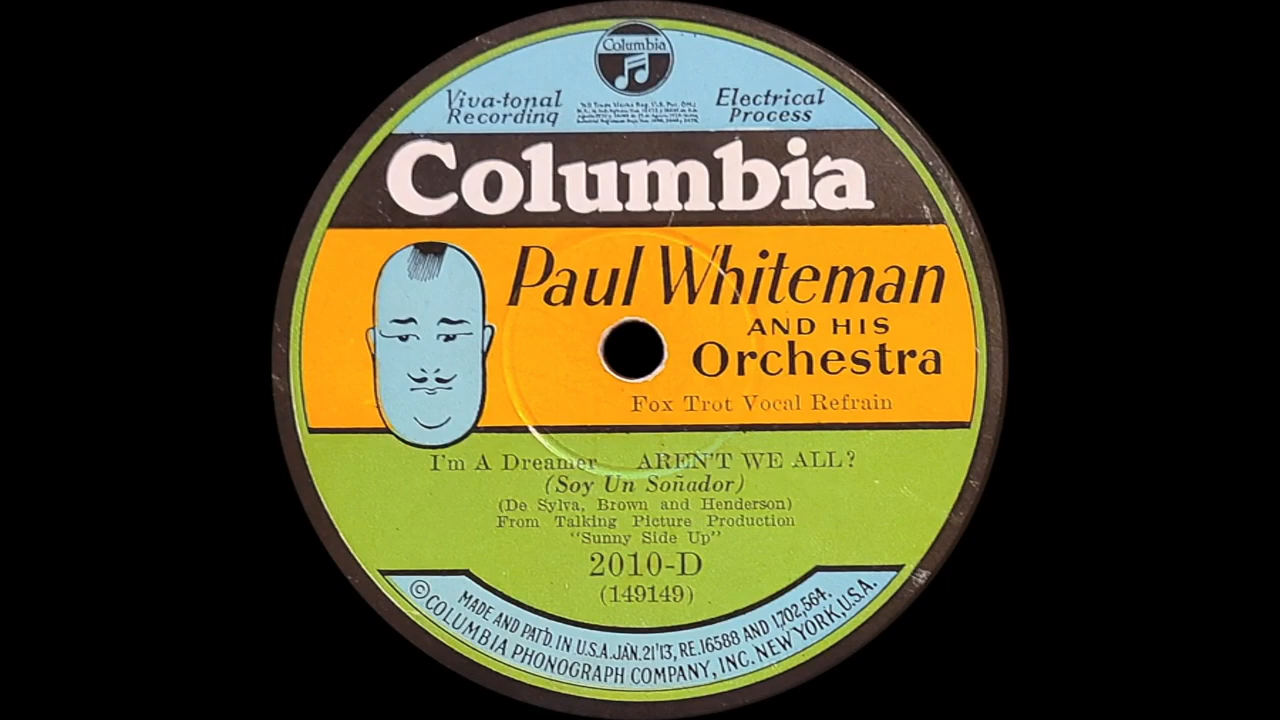 Columbia
Viva-tonal
Recording
Electrical
Process
Columbia
Paul Whiteman
AND HIS
Orchestra
Fox Trot Vocal Refrain
I'm A Dreamer AREN'T WE ALL?
(Soy Un Soñador)
(De Sylva, Brown and Henderson)
From Talking Picture Production
"Sunny Side Up"
2010-D
(149149)
MADE AND PAT'D. IN U.S.A. JAN. 21 '13, RE. 16588 AND 1,702,564.
©COLUMBIA PHONOGRAPH COMPANY, INC. NEW YORK, U.S.A.